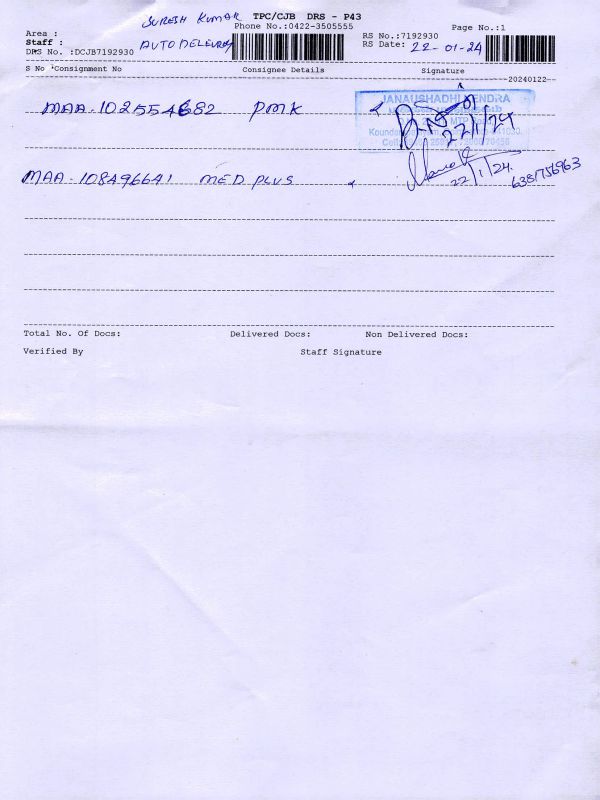 SURESH KUMAR TPC/CJB DRS - P43
Phone No.:0422-3505555 Page No.:1
Area :
RS No.:7192930
Staff : AUTO DELEVRY
RS Date: 22-01-24
DRS No. :DCJB7192930
S No Consignment No Consignee Details Signature
20240122
MAA-102554682 PMK
JANAUSHADHI KENDRA
22/1/24
MAA-108496641 MED PLUS
22/1/24. 6381756963
Total No. Of Docs: Delivered Docs: Non Delivered Docs:
Verified By Staff Signature